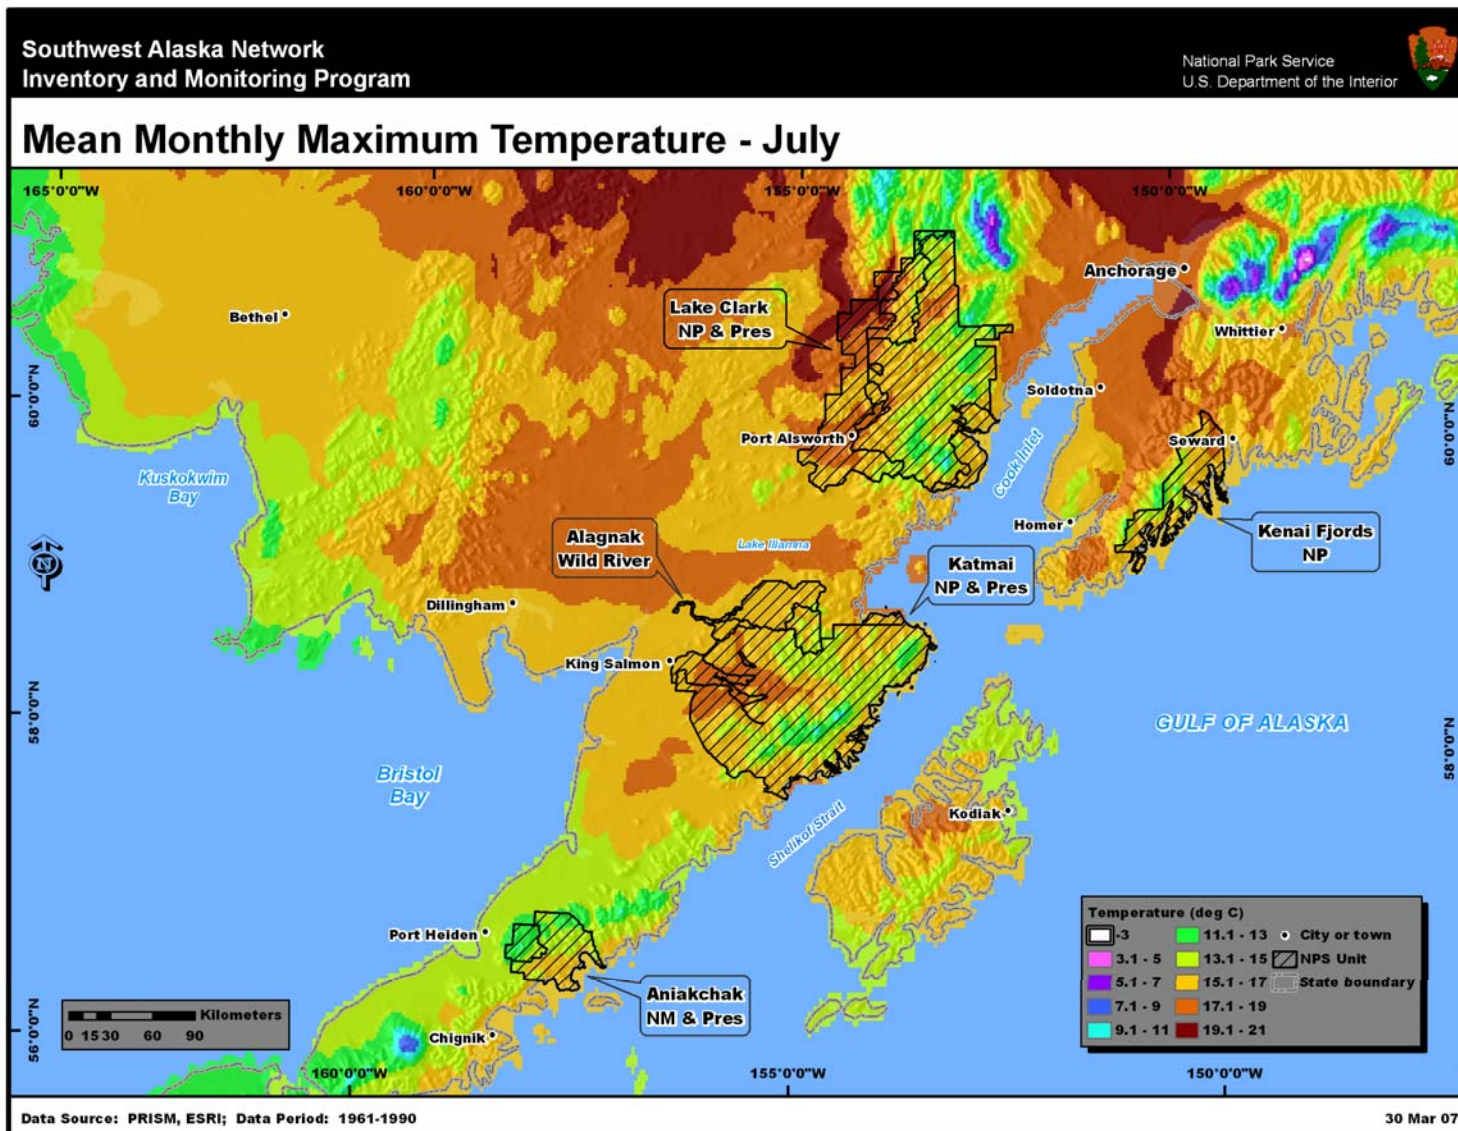 Southwest Alaska Network
Inventory and Monitoring Program
National Park Service
U.S. Department of the Interior
Mean Monthly Maximum Temperature - July
165°0'0"W
160°0'0"W
155°0'0"W
150°0'0"W
Anchorage
Lake Clark
NP & Pres
Bethel
Whittier
60°0'0"N
Soldotna
60°0'0"N
Port Alsworth
Seward
Cook Inlet
Kuskokwim
Bay
Homer
Kenai Fjords
NP
Alagnak
Wild River
Lake Iliamna
Katmai
NP & Pres
N
Dillingham
King Salmon
58°0'0"N
GULF OF ALASKA
58°0'0"N
Bristol
Bay
Kodiak
Shelikof Strait
Port Heiden
Aniakchak
NM & Pres
Chignik
56°0'0"N
Kilometers
0 15 30 60 90
Temperature (deg C)
-3
3.1 - 5
5.1 - 7
7.1 - 9
9.1 - 11
11.1 - 13
13.1 - 15
15.1 - 17
17.1 - 19
19.1 - 21
City or town
NPS Unit
State boundary
160°0'0"W
155°0'0"W
150°0'0"W
Data Source: PRISM, ESRI; Data Period: 1961-1990
30 Mar 07